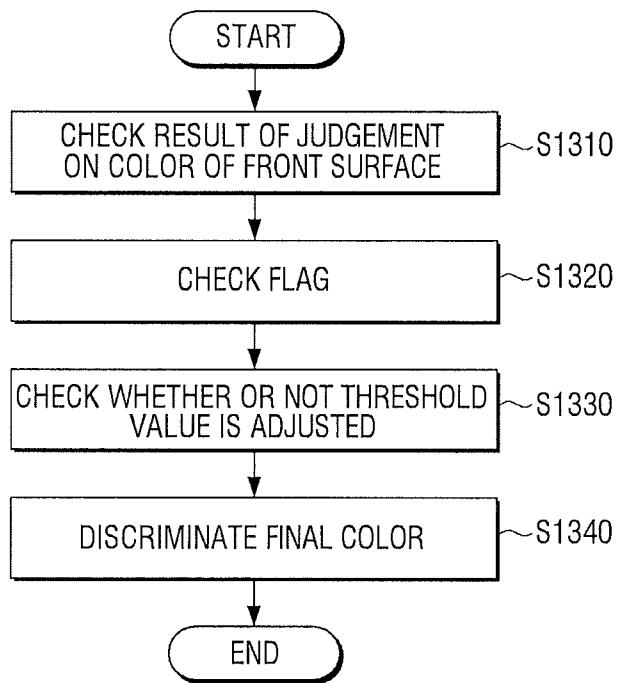 START
CHECK RESULT OF JUDGEMENT
ON COLOR OF FRONT SURFACE
S1310
CHECK FLAG
S1320
CHECK WHETHER OR NOT THRESHOLD
VALUE IS ADJUSTED
S1330
DISCRIMINATE FINAL COLOR
S1340
END